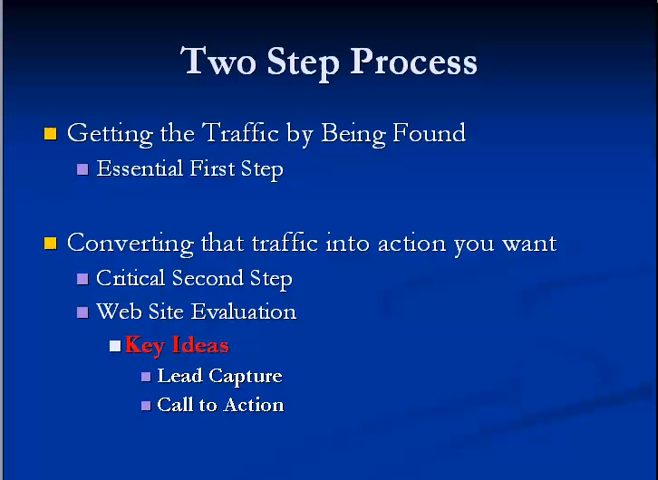 Two Step Process
Getting the Traffic by Being Found
Essential First Step
Converting that traffic into action you want
Critical Second Step
Web Site Evaluation
Key Ideas
Lead Capture
Call to Action